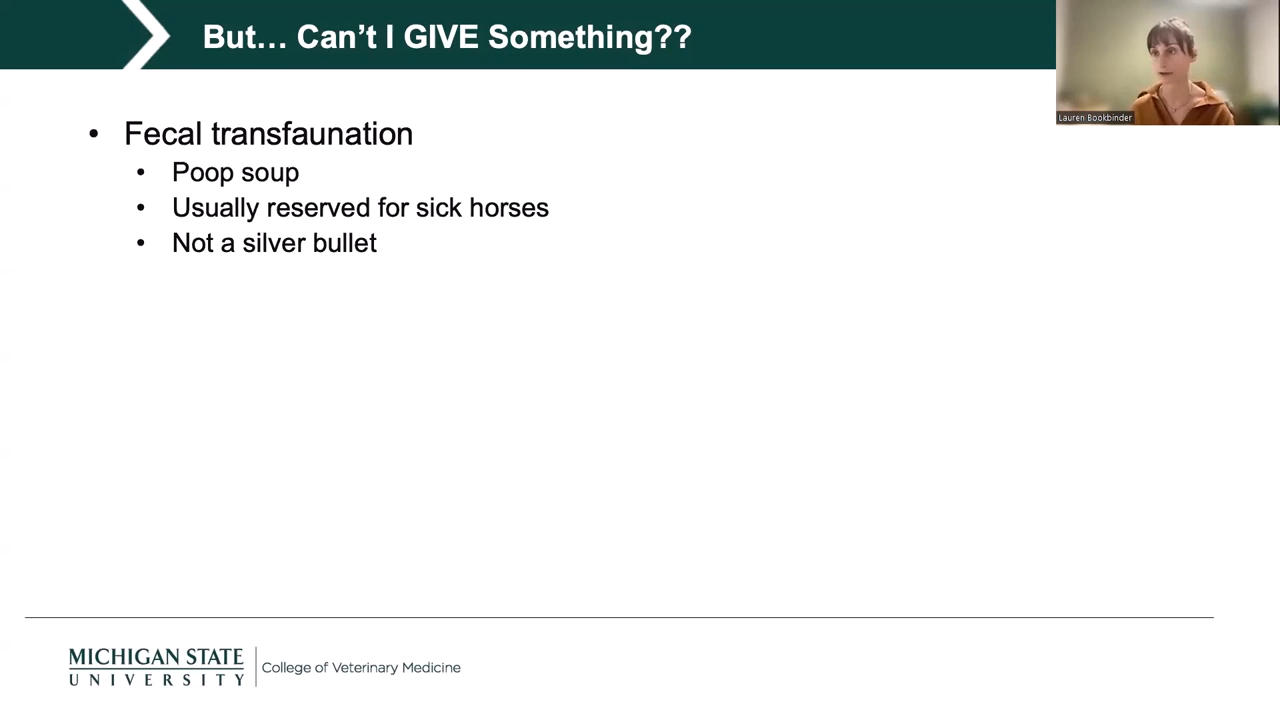 But… Can’t I GIVE Something??
Lauren Bookbinder
• Fecal transfaunation
• Poop soup
• Usually reserved for sick horses
• Not a silver bullet
MICHIGAN STATE
UNIVERSITY
College of Veterinary Medicine